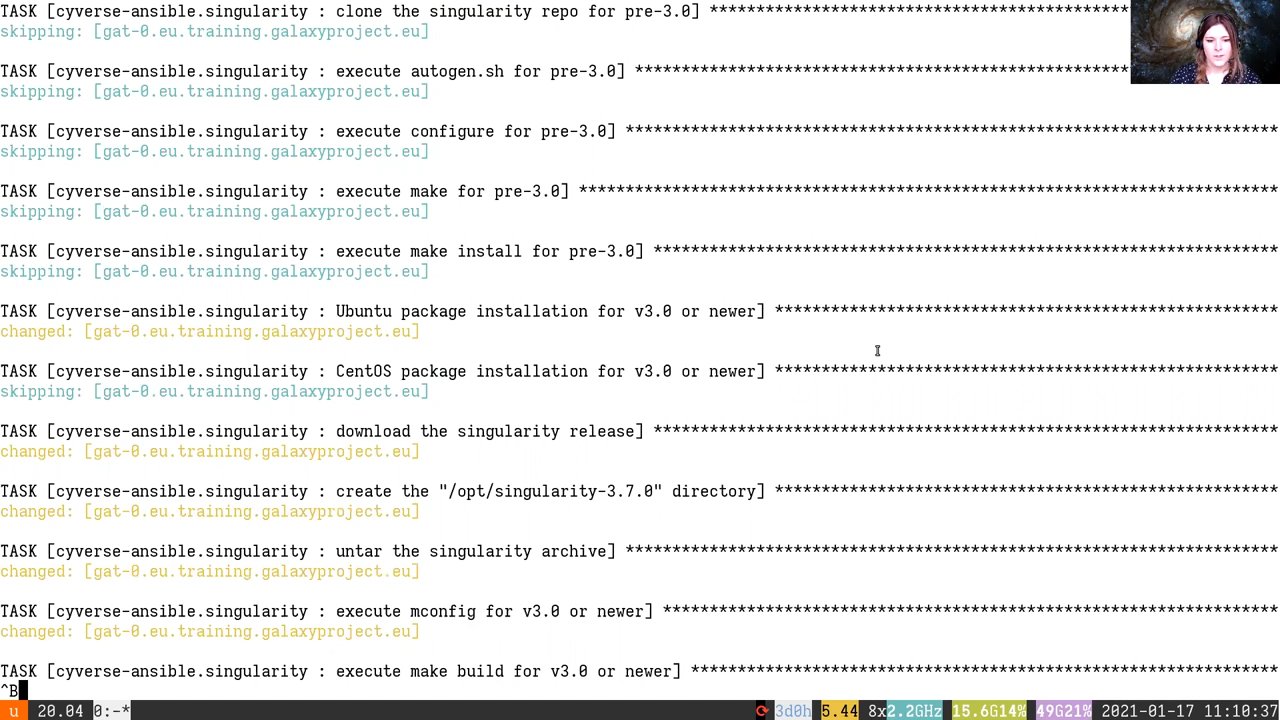 TASK [cyverse-ansible.singularity : clone the singularity repo for pre-3.0] *********************************************
skipping: [gat-0.eu.training.galaxyproject.eu]
TASK [cyverse-ansible.singularity : execute autogen.sh for pre-3.0] *****************************************************
skipping: [gat-0.eu.training.galaxyproject.eu]
TASK [cyverse-ansible.singularity : execute configure for pre-3.0] **********************************************************************
skipping: [gat-0.eu.training.galaxyproject.eu]
TASK [cyverse-ansible.singularity : execute make for pre-3.0] ***************************************************************************
skipping: [gat-0.eu.training.galaxyproject.eu]
TASK [cyverse-ansible.singularity : execute make install for pre-3.0] *******************************************************************
skipping: [gat-0.eu.training.galaxyproject.eu]
TASK [cyverse-ansible.singularity : Ubuntu package installation for v3.0 or newer] ******************************************************
changed: [gat-0.eu.training.galaxyproject.eu]
TASK [cyverse-ansible.singularity : CentOS package installation for v3.0 or newer] ******************************************************
skipping: [gat-0.eu.training.galaxyproject.eu]
TASK [cyverse-ansible.singularity : download the singularity release] *******************************************************************
changed: [gat-0.eu.training.galaxyproject.eu]
TASK [cyverse-ansible.singularity : create the "/opt/singularity-3.7.0" directory] ******************************************************
changed: [gat-0.eu.training.galaxyproject.eu]
TASK [cyverse-ansible.singularity : untar the singularity archive] **********************************************************************
changed: [gat-0.eu.training.galaxyproject.eu]
TASK [cyverse-ansible.singularity : execute mconfig for v3.0 or newer] ******************************************************************
changed: [gat-0.eu.training.galaxyproject.eu]
TASK [cyverse-ansible.singularity : execute make build for v3.0 or newer] ***************************************************************
^B
u 20.04 0:-* 3d0h 5.44 8x2.2GHz 15.6G14% 49G21% 2021-01-17 11:10:37